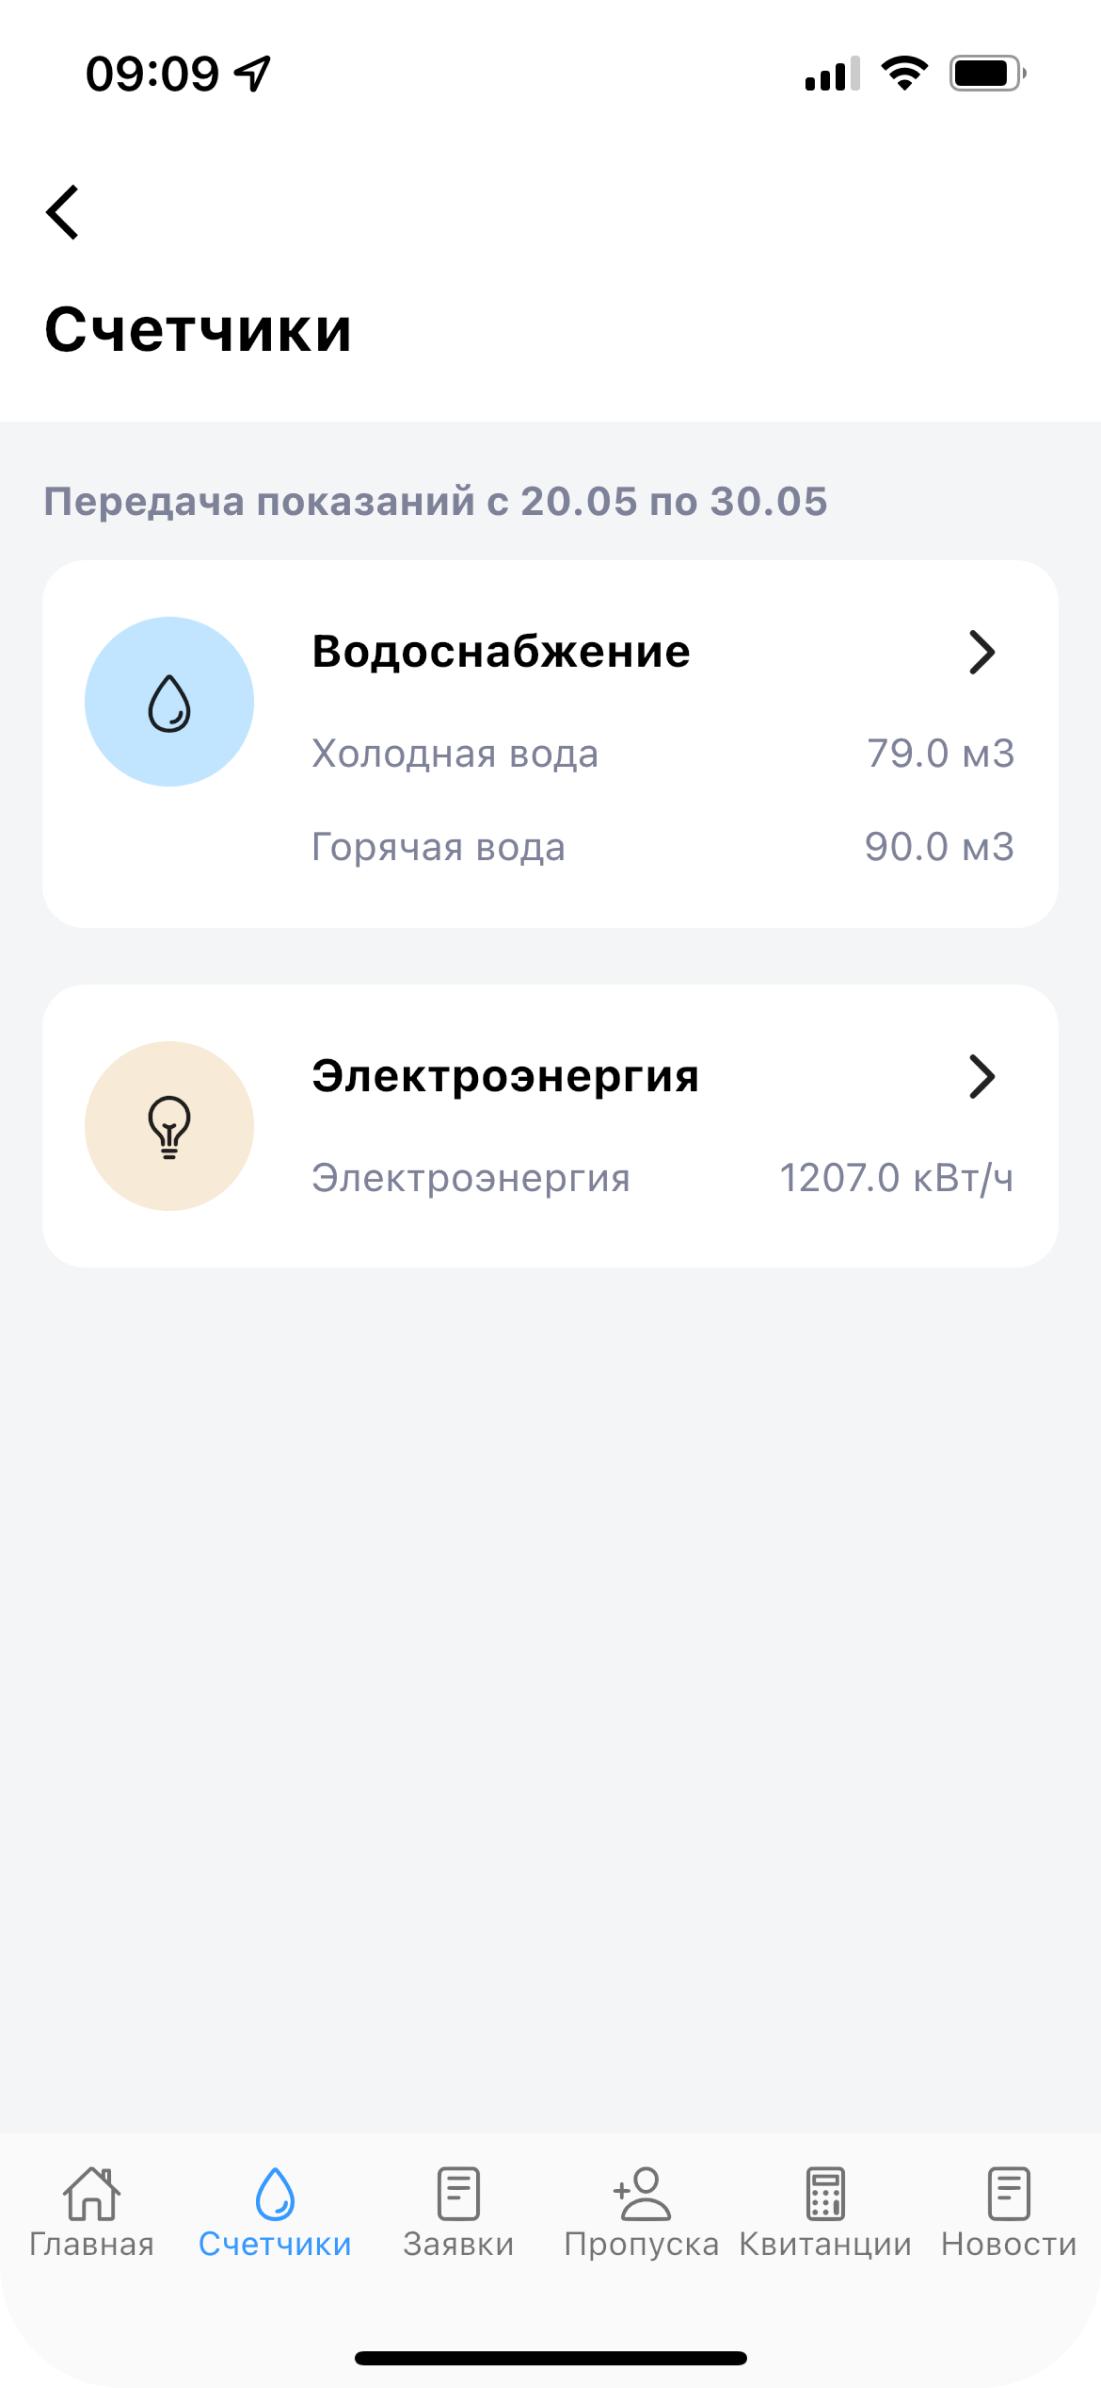 09:09
Счетчики
Передача показаний с 20.05 по 30.05
Водоснабжение
Холодная вода 79.0 м3
Горячая вода 90.0 м3
Электроэнергия
Электроэнергия 1207.0 кВт/ч
Главная Счетчики Заявки Пропуска Квитанции Новости